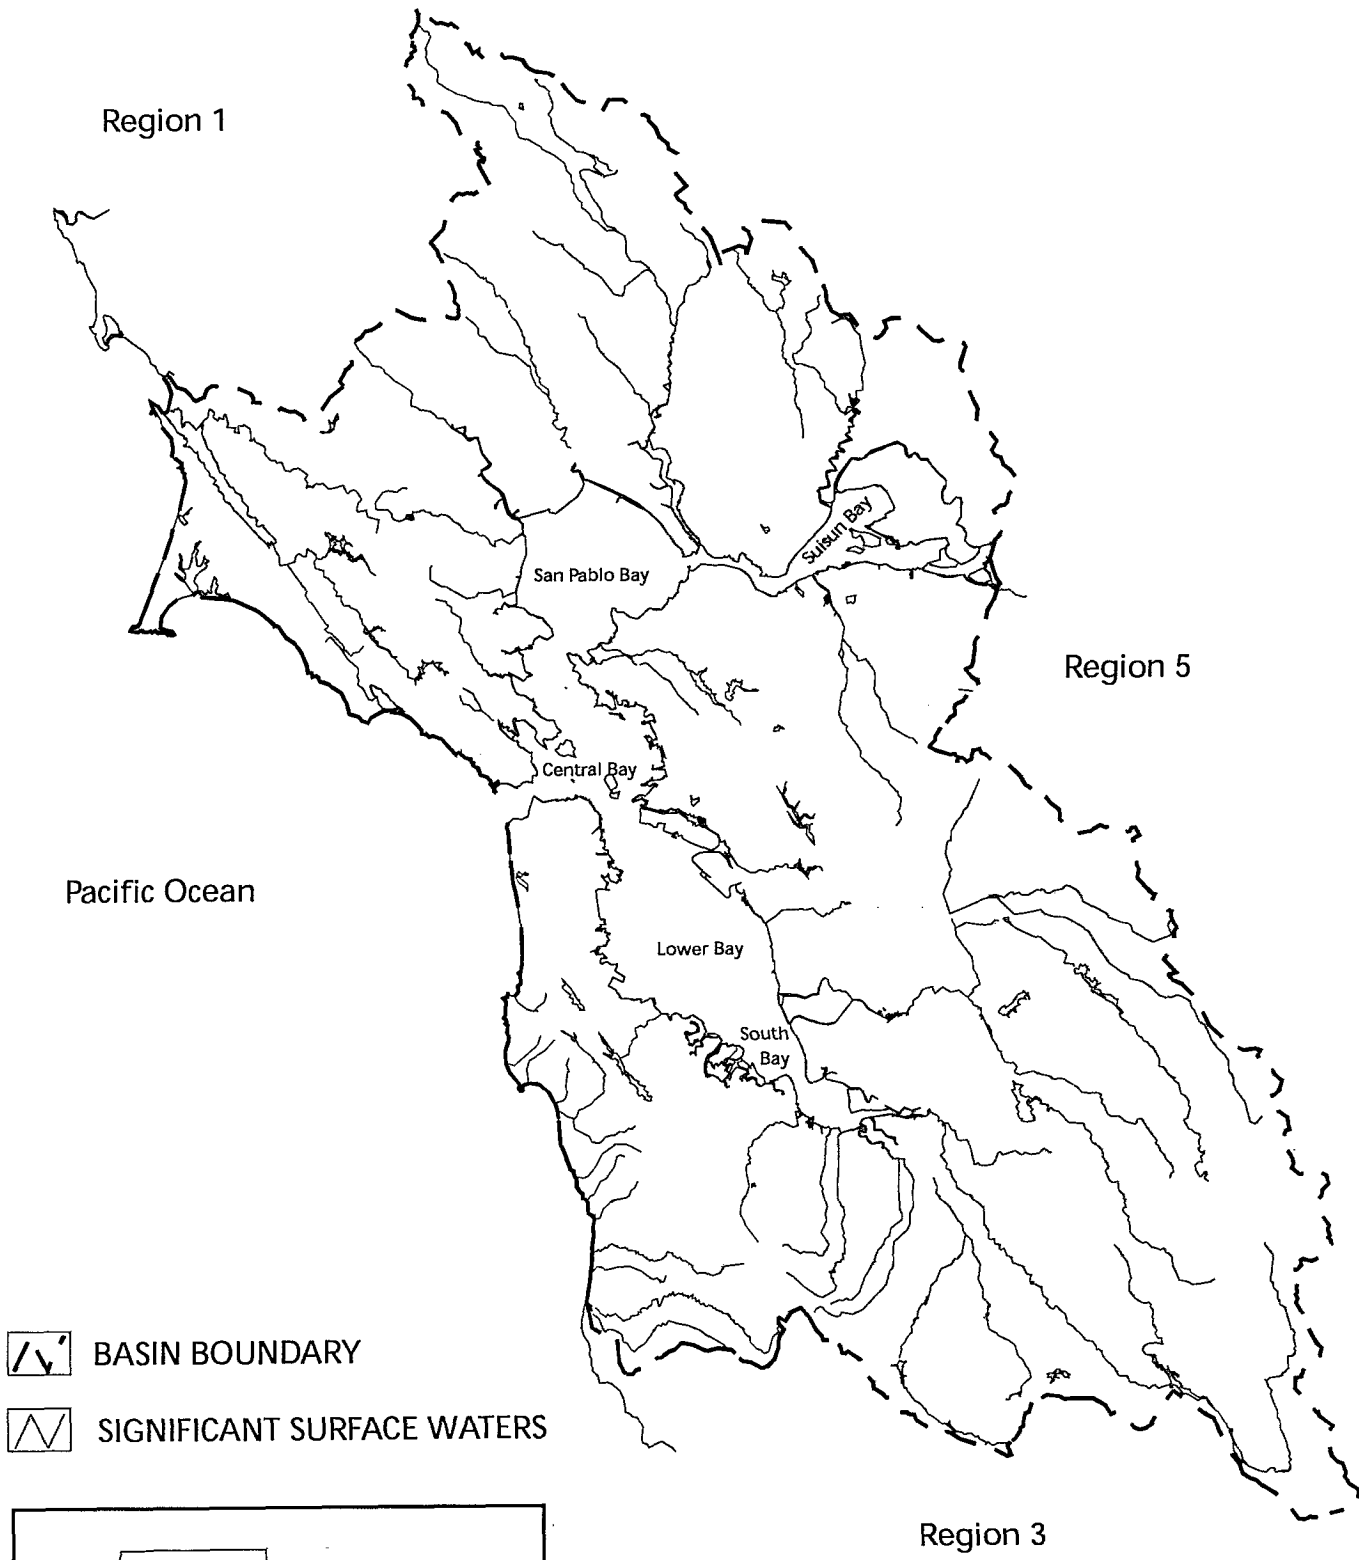 Region 1
Suisun Bay
San Pablo Bay
Region 5
Central Bay
Pacific Ocean
Lower Bay
South
Bay
BASIN BOUNDARY
SIGNIFICANT SURFACE WATERS
Region 3